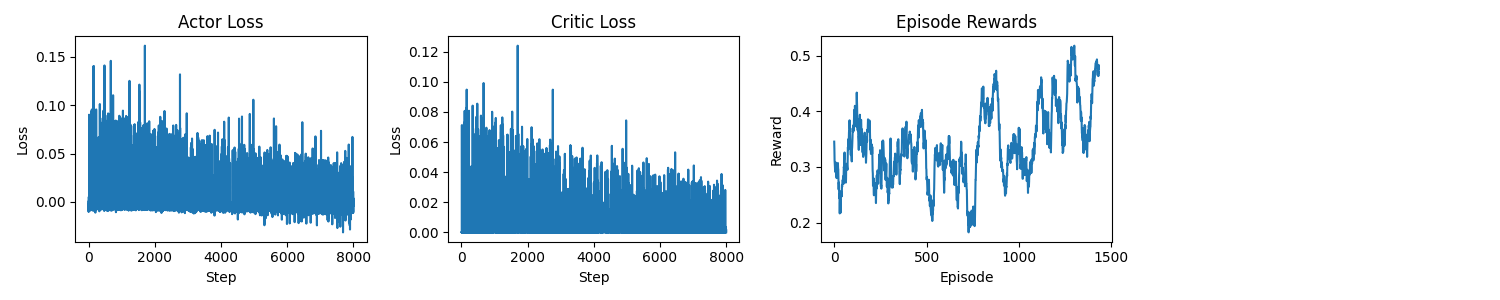 Actor Loss
Loss
0.15
0.10
0.05
0.00
0 2000 4000 6000 8000
Step
Critic Loss
Loss
0.12
0.10
0.08
0.06
0.04
0.02
0.00
0 2000 4000 6000 8000
Step
Episode Rewards
Reward
0.5
0.4
0.3
0.2
0 500 1000 1500
Episode